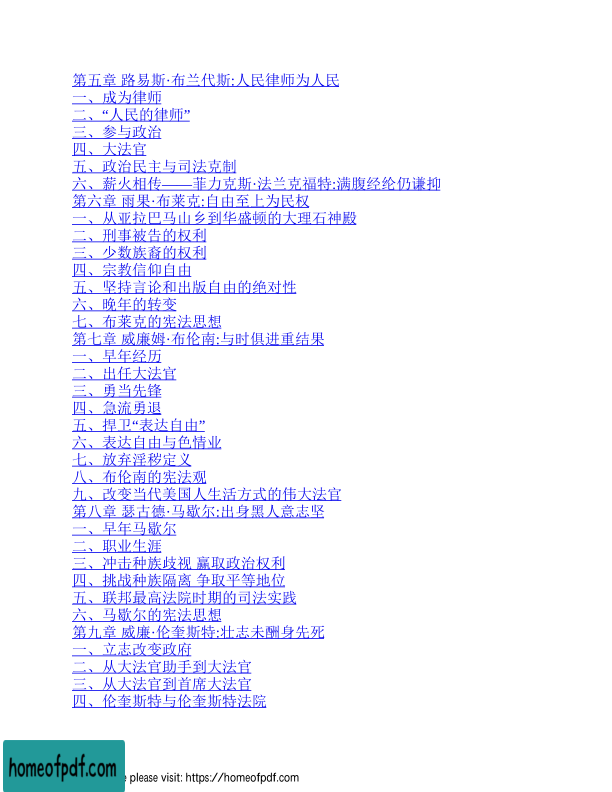 第五章 路易斯·布兰代斯:人民律师为人民
一、成为律师
二、“人民的律师”
三、参与政治
四、大法官
五、政治民主与司法克制
六、薪火相传——菲力克斯·法兰克福特:满腹经纶仍谦抑
第六章 雨果·布莱克:自由至上为民权
一、从亚拉巴马山乡到华盛顿的大理石神殿
二、刑事被告的权利
三、少数族裔的权利
四、宗教信仰自由
五、坚持言论和出版自由的绝对性
六、晚年的转变
七、布莱克的宪法思想
第七章 威廉姆·布伦南:与时俱进重结果
一、早年经历
二、出任大法官
三、勇当先锋
四、急流勇退
五、捍卫“表达自由”
六、表达自由与色情业
七、放弃淫秽定义
八、布伦南的宪法观
九、改变当代美国人生活方式的伟大法官
第八章 瑟古德·马歇尔:出身黑人意志坚
一、早年马歇尔
二、职业生涯
三、冲击种族歧视 赢取政治权利
四、挑战种族隔离 争取平等地位
五、联邦最高法院时期的司法实践
六、马歇尔的宪法思想
第九章 威廉·伦奎斯特:壮志未酬身先死
一、立志改变政府
二、从大法官助手到大法官
三、从大法官到首席大法官
四、伦奎斯特与伦奎斯特法院
homeofpdf.com
e please visit: https://homeofpdf.com